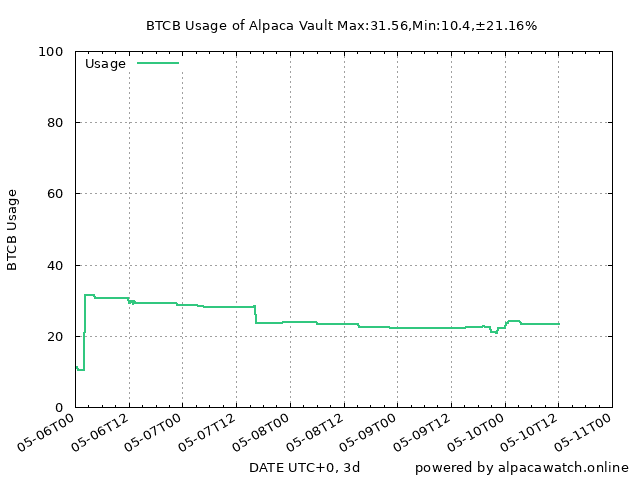 BTCB Usage of Alpaca Vault Max:31.56,Min:10.4,±21.16%
100
80
60
40
20
0
BTCB Usage
Usage
05-06T00
05-06T12
05-07T00
05-07T12
05-08T00
05-08T12
05-09T00
05-09T12
05-10T00
05-10T12
05-11T00
DATE UTC+0, 3d
powered by alpacawatch.online